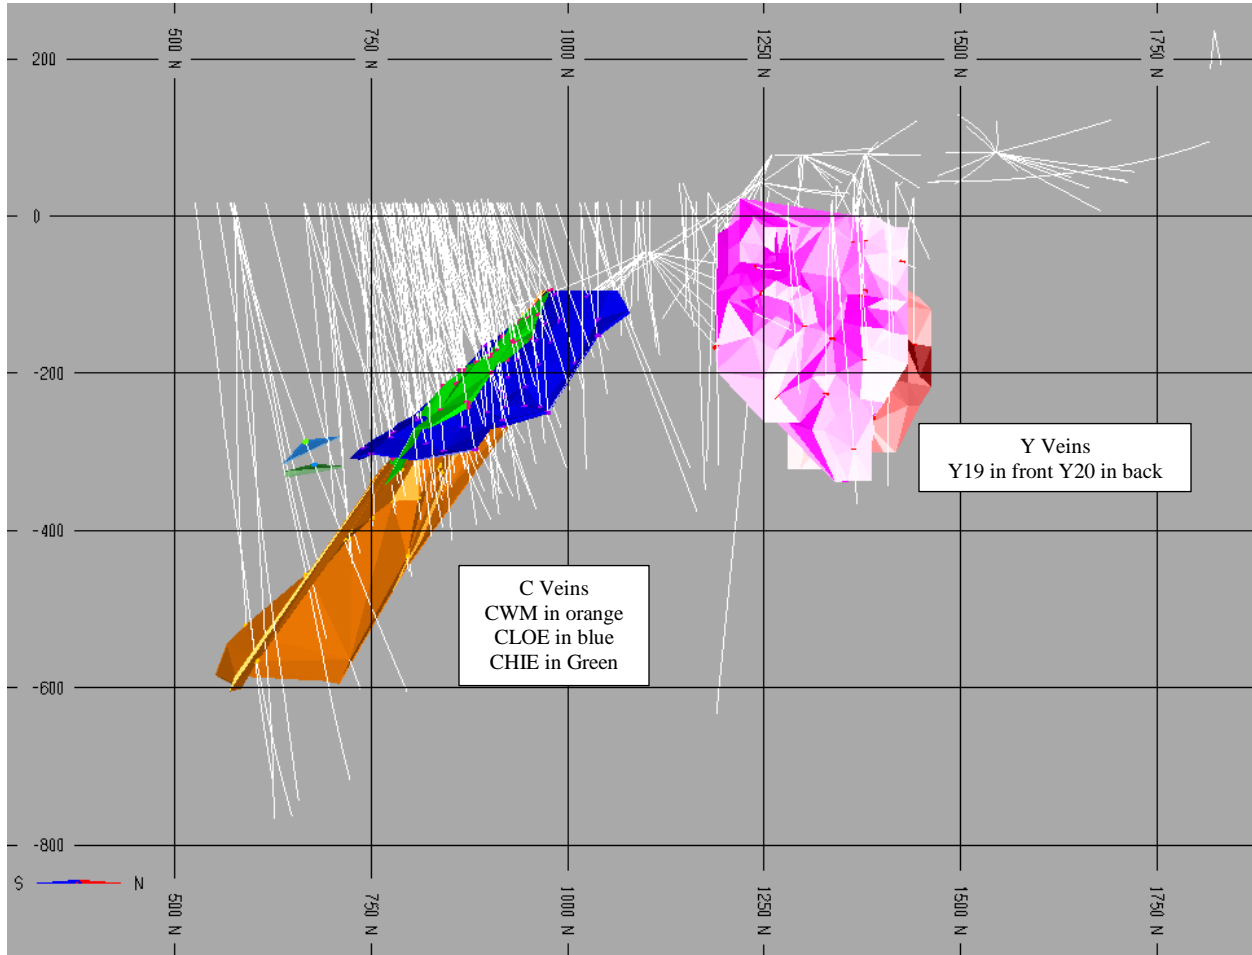 500 N
750 N
1000 N
1250 N
1500 N
1750 N
200
0
-200
Y Veins
Y19 in front Y20 in back
-400
C Veins
CWM in orange
CLOE in blue
CHIE in Green
-600
-800
S N
500 N
750 N
1000 N
1250 N
1500 N
1750 N